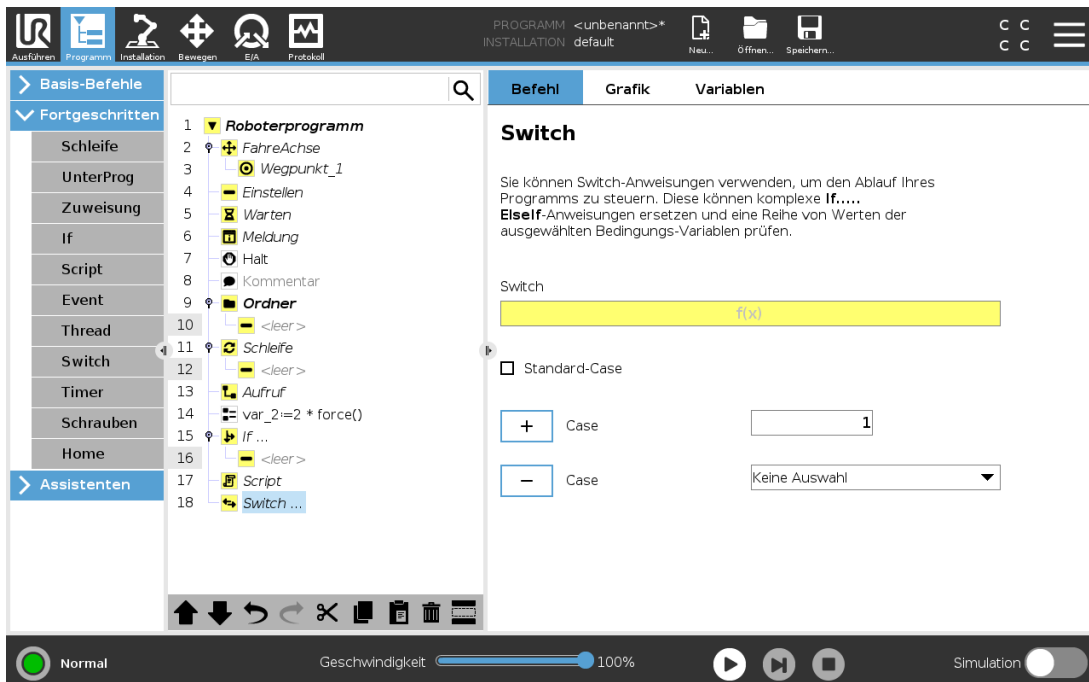 Ausführen Programm Installation Bewegen E/A Protokoll
PROGRAMM <unbenannt>*
INSTALLATION default
Neu... Öffnen... Speichern...
C C
C C
Basis-Befehle
Fortgeschritten
Schleife
UnterProg
Zuweisung
If
Script
Event
Thread
Switch
Timer
Schrauben
Home
Assistenten
1 Roboterprogramm
2 FahreAchse
3 Wegpunkt_1
4 Einstellen
5 Warten
6 Meldung
7 Halt
8 Kommentar
9 Ordner
10 <leer>
11 Schleife
12 <leer>
13 Aufruf
14 var_2:=2 * force()
15 If ...
16 <leer>
17 Script
18 Switch ...
Befehl Grafik Variablen
Switch
Sie können Switch-Anweisungen verwenden, um den Ablauf Ihres
Programms zu steuern. Diese können komplexe If.....
ElseIf-Anweisungen ersetzen und eine Reihe von Werten der
ausgewählten Bedingungs-Variablen prüfen.
Switch
f(x)
Standard-Case
+ Case 1
− Case Keine Auswahl
Normal
Geschwindigkeit 100%
Simulation